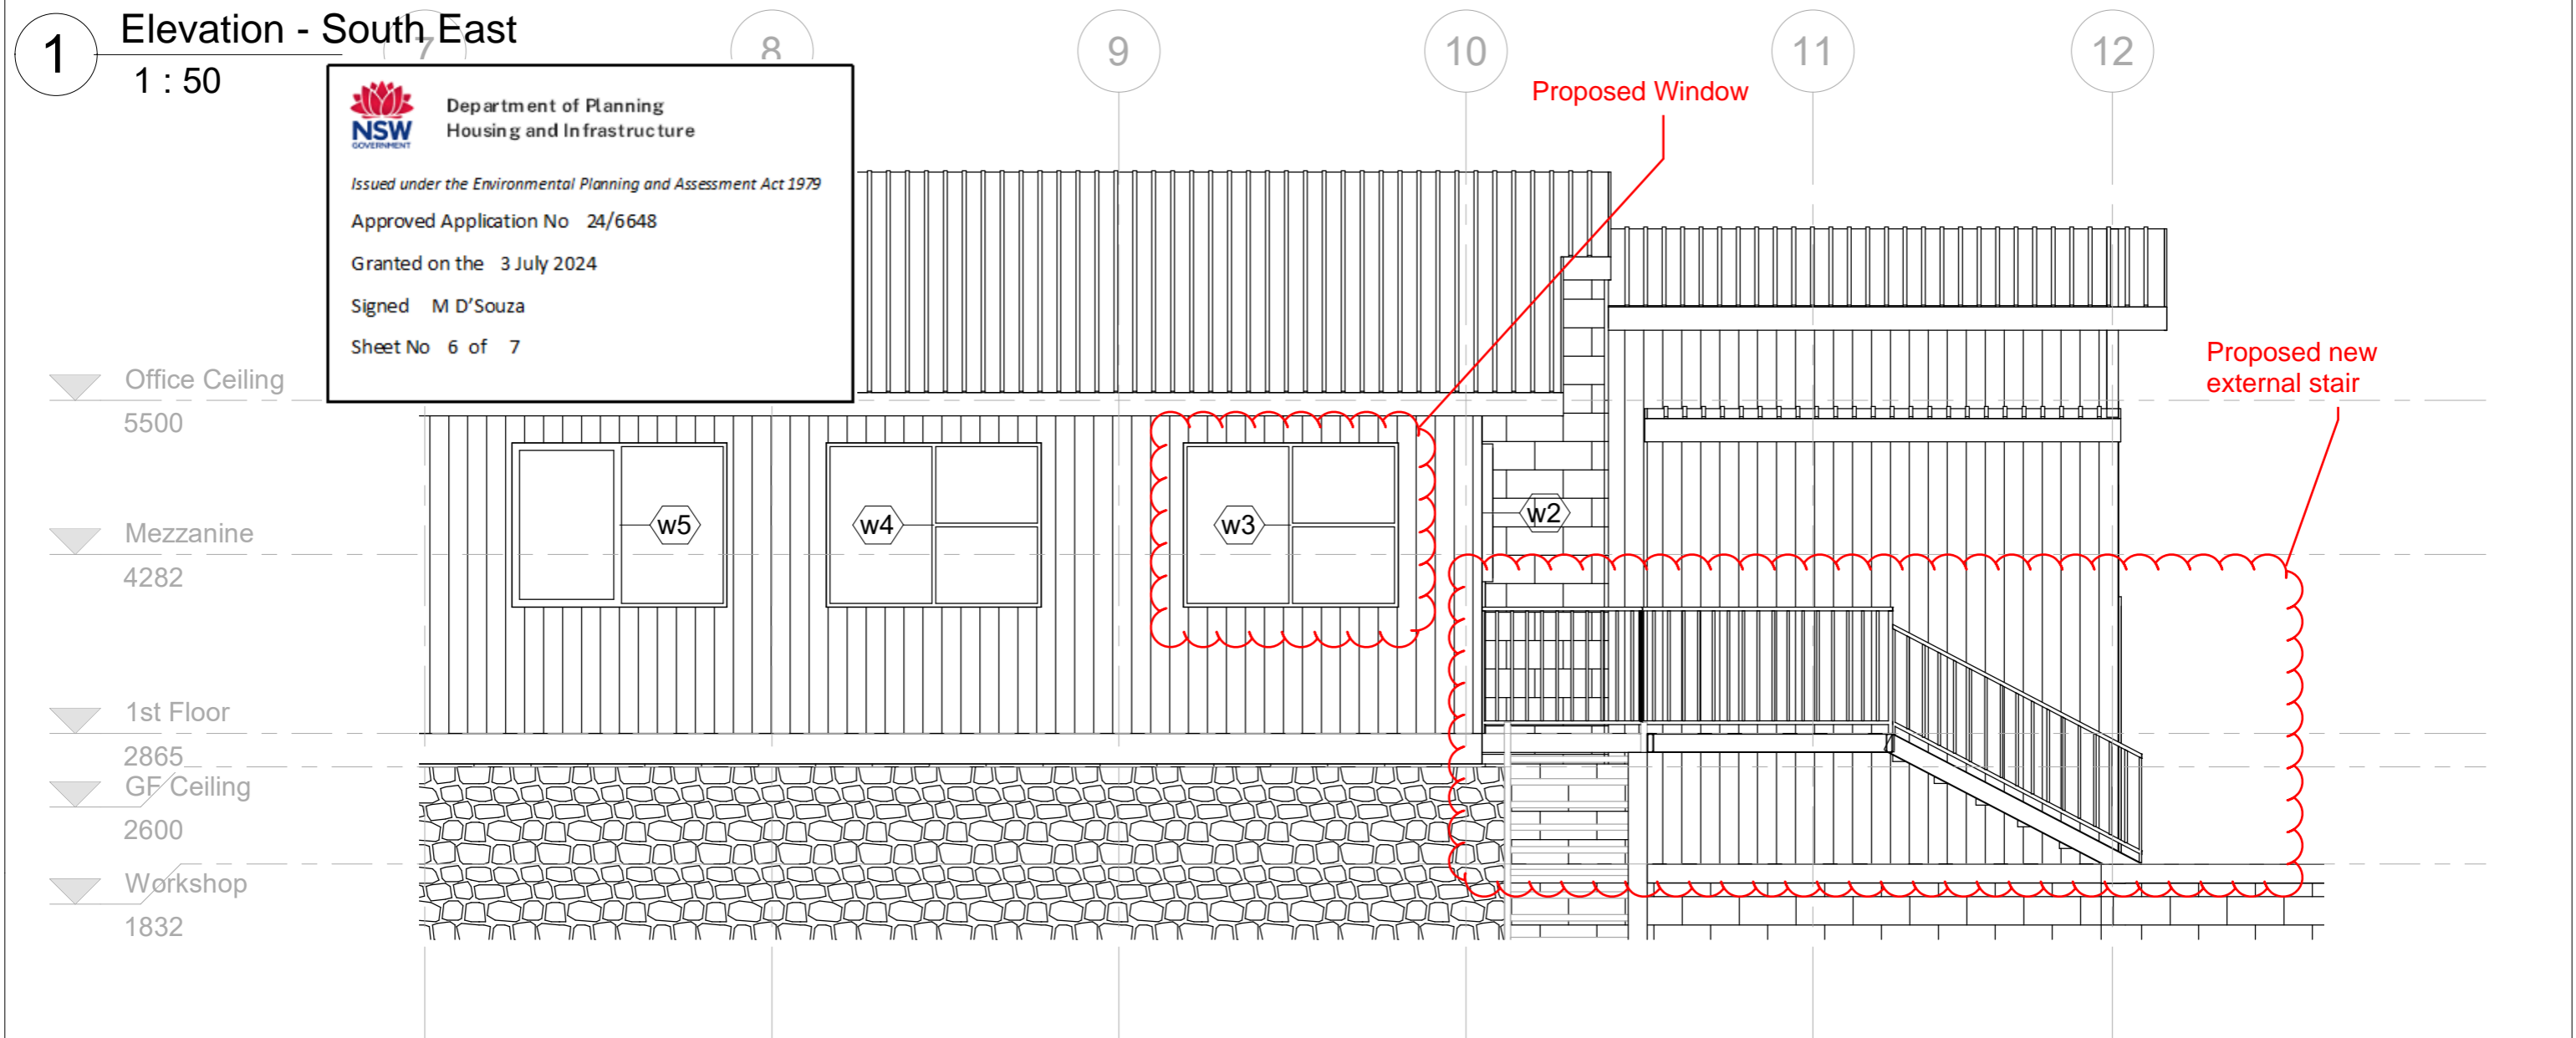 1
Elevation - South East
1 : 50
7
8
9
10
11
12
NSW
GOVERNMENT
Department of Planning
Housing and Infrastructure
Issued under the Environmental Planning and Assessment Act 1979
Approved Application No 24/6648
Granted on the 3 July 2024
Signed M D'Souza
Sheet No 6 of 7
Proposed Window
Proposed new
external stair
Office Ceiling
5500
Mezzanine
4282
1st Floor
2865
GF Ceiling
2600
Workshop
1832
w5
w4
w3
w2